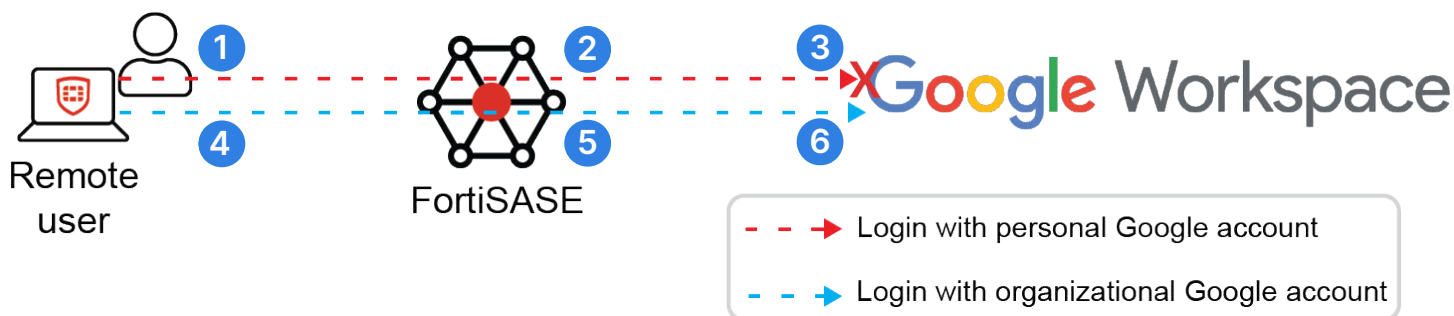 1
2
3
X
Google Workspace
4
5
6
Remote
user
FortiSASE
Login with personal Google account
Login with organizational Google account